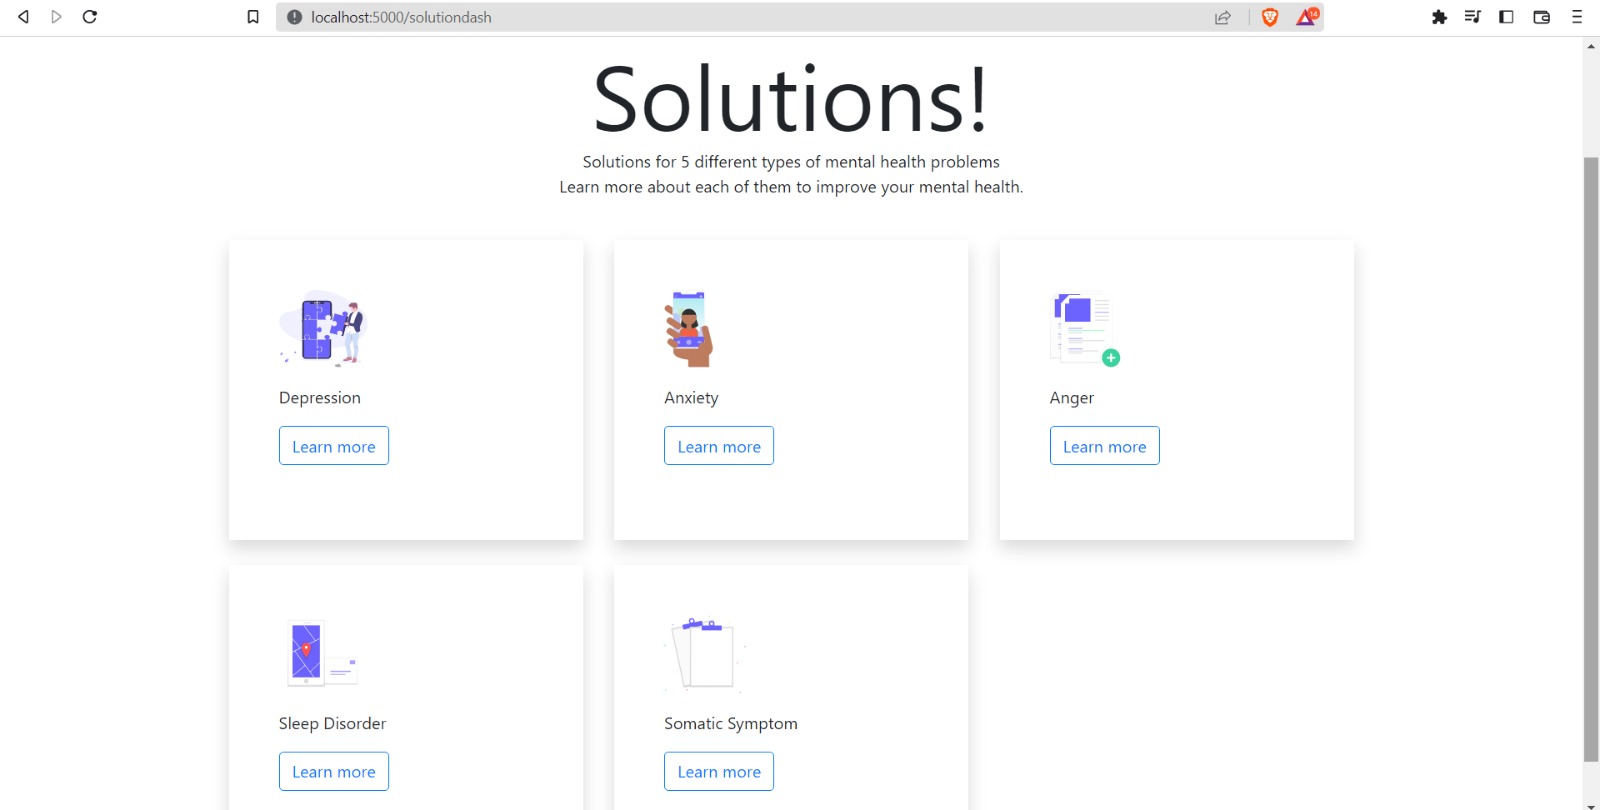 localhost:5000/solutiondash
14
Solutions!
Solutions for 5 different types of mental health problems
Learn more about each of them to improve your mental health.
Depression
Learn more
Anxiety
Learn more
Anger
Learn more
Sleep Disorder
Learn more
Somatic Symptom
Learn more